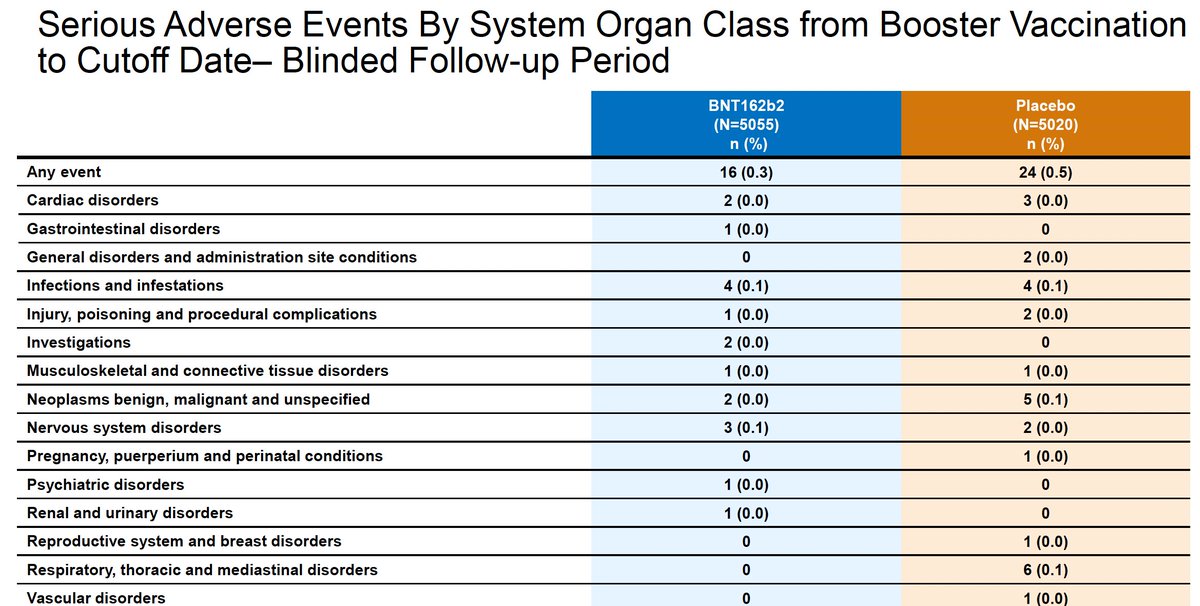 Serious Adverse Events By System Organ Class from Booster Vaccination
to Cutoff Date– Blinded Follow-up Period
BNT162b2
(N=5055)
n (%)
Placebo
(N=5020)
n (%)
Any event 16 (0.3) 24 (0.5)
Cardiac disorders 2 (0.0) 3 (0.0)
Gastrointestinal disorders 1 (0.0) 0
General disorders and administration site conditions 0 2 (0.0)
Infections and infestations 4 (0.1) 4 (0.1)
Injury, poisoning and procedural complications 1 (0.0) 2 (0.0)
Investigations 2 (0.0) 0
Musculoskeletal and connective tissue disorders 1 (0.0) 1 (0.0)
Neoplasms benign, malignant and unspecified 2 (0.0) 5 (0.1)
Nervous system disorders 3 (0.1) 2 (0.0)
Pregnancy, puerperium and perinatal conditions 0 1 (0.0)
Psychiatric disorders 1 (0.0) 0
Renal and urinary disorders 1 (0.0) 0
Reproductive system and breast disorders 0 1 (0.0)
Respiratory, thoracic and mediastinal disorders 0 6 (0.1)
Vascular disorders 0 1 (0.0)